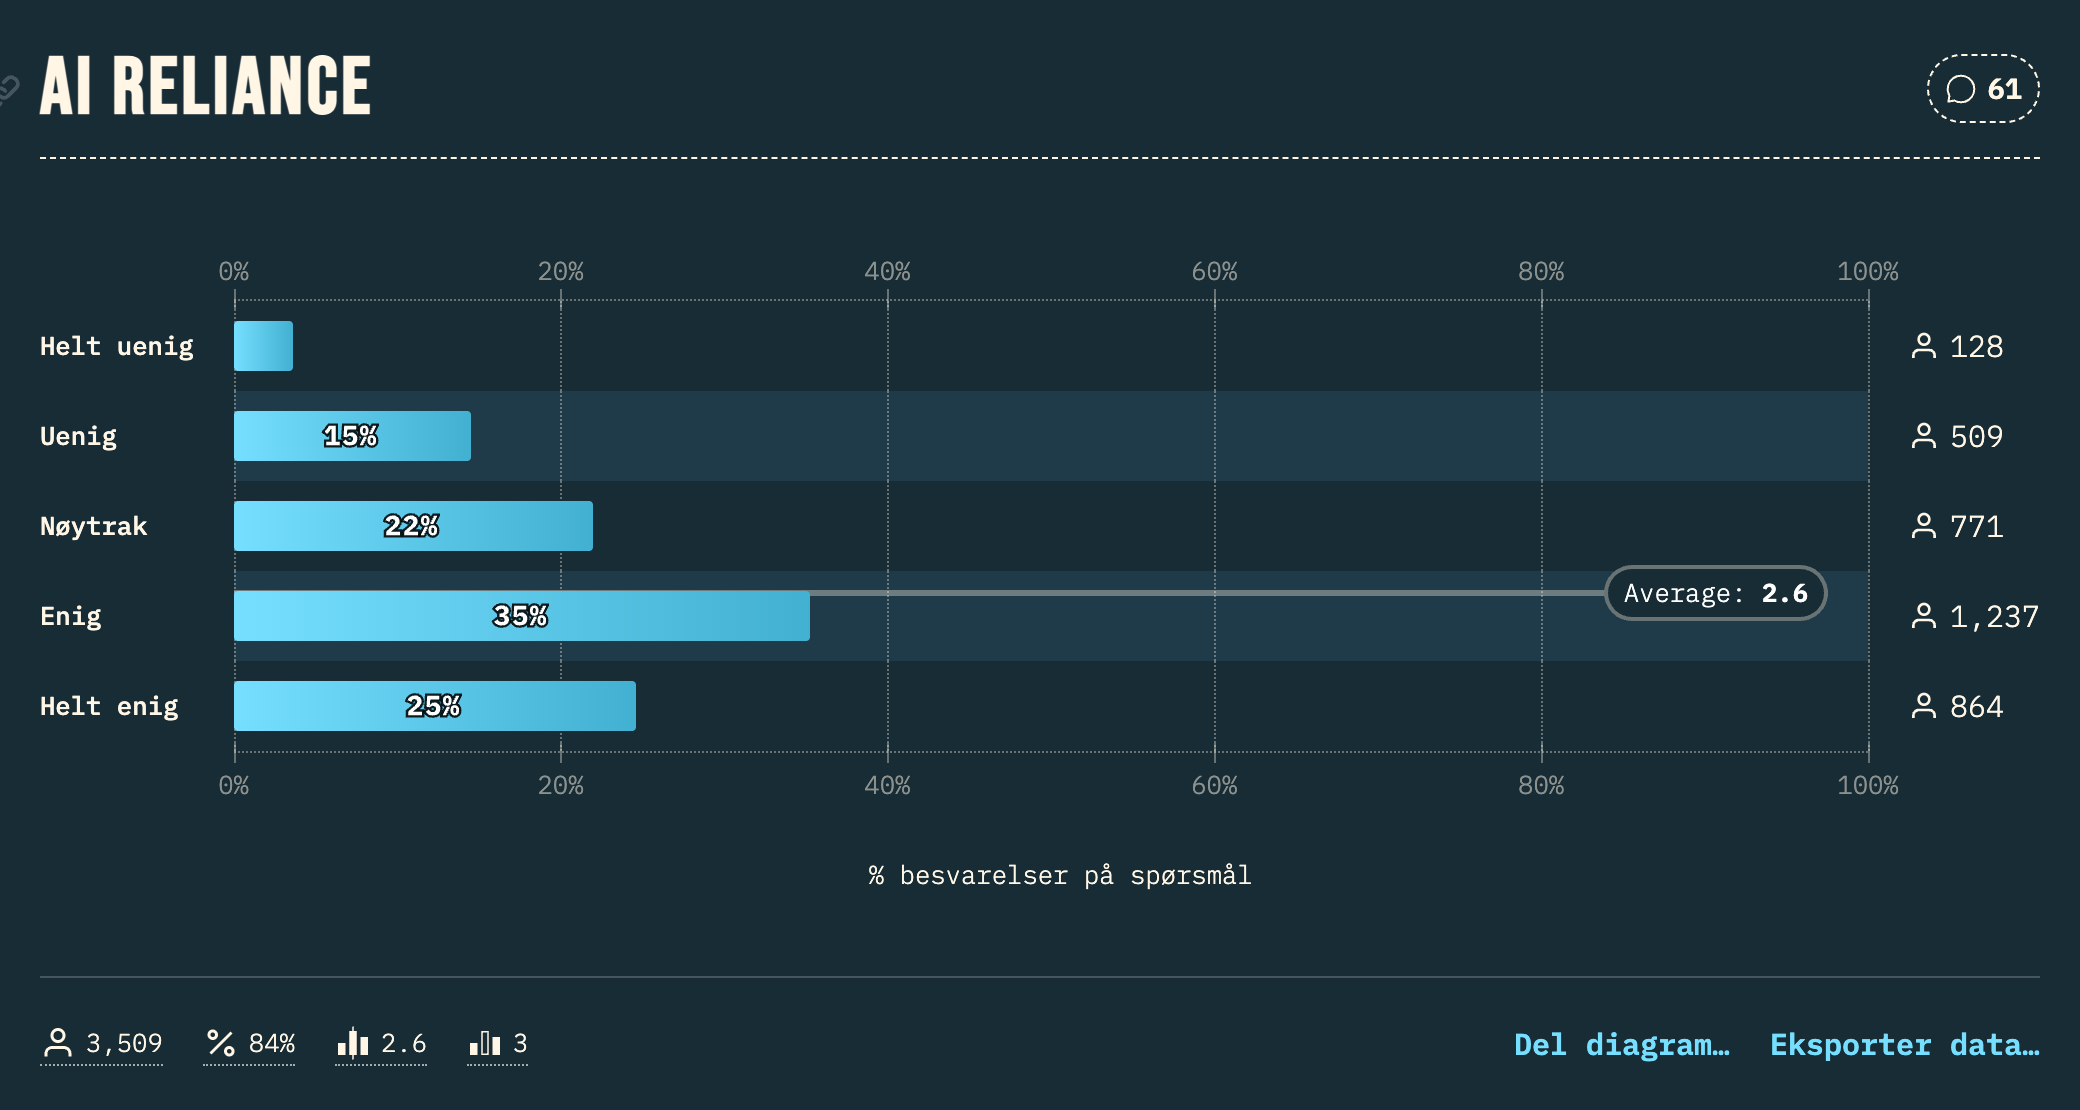 AI RELIANCE
61
0% 20% 40% 60% 80% 100%
Helt uenig 128
Uenig 15% 509
Nøytrak 22% 771
Average: 2.6
Enig 35% 1,237
Helt enig 25% 864
0% 20% 40% 60% 80% 100%
% besvarelser på spørsmål
3,509 84% 2.6 3 Del diagram… Eksporter data…